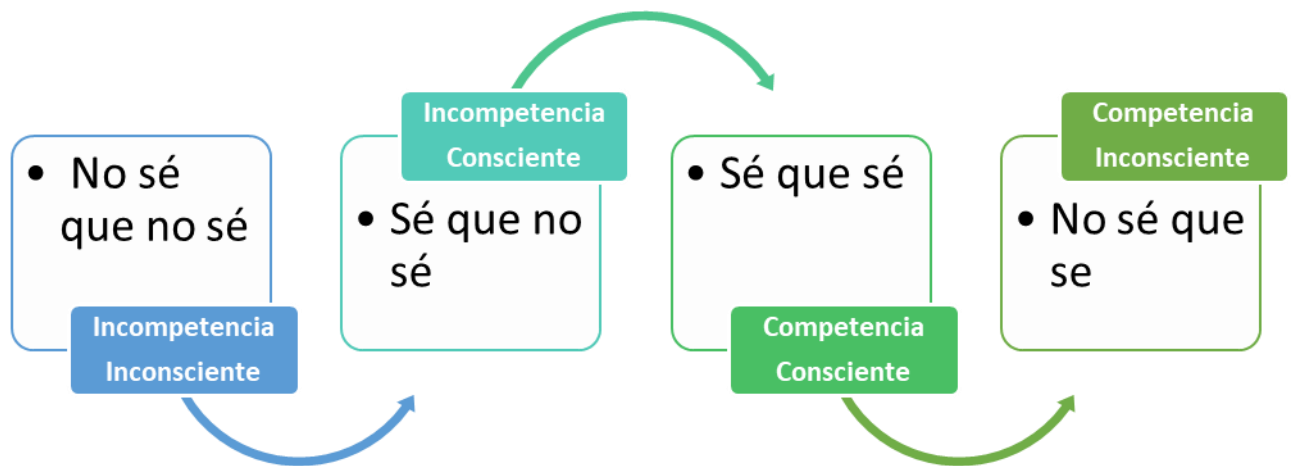 • No sé
que no sé
Incompetencia
Inconsciente
Incompetencia
Consciente
• Sé que no
sé
• Sé que sé
Competencia
Consciente
Competencia
Inconsciente
• No sé que
se